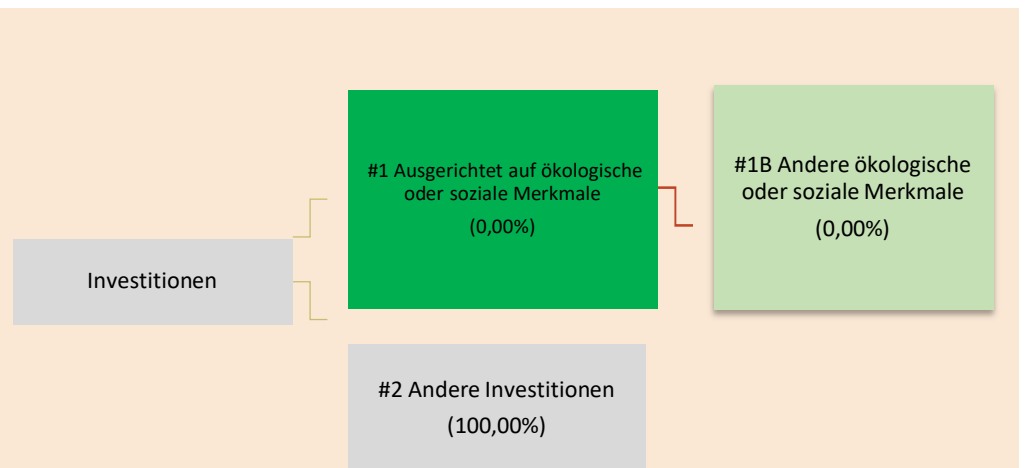 Investitionen
#1 Ausgerichtet auf ökologische
oder soziale Merkmale
(0,00%)
#1B Andere ökologische
oder soziale Merkmale
(0,00%)
#2 Andere Investitionen
(100,00%)